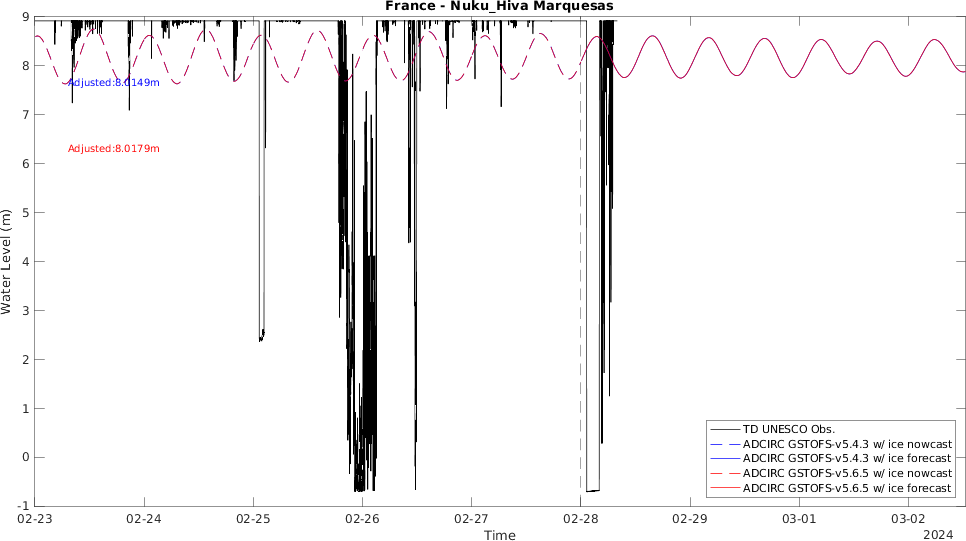 France - Nuku_Hiva Marquesas
9
8
7
6
5
4
3
2
1
0
-1
Water Level (m)
Adjusted:8.0149m
Adjusted:8.0179m
TD UNESCO Obs.
ADCIRC GSTOFS-v5.4.3 w/ ice nowcast
ADCIRC GSTOFS-v5.4.3 w/ ice forecast
ADCIRC GSTOFS-v5.6.5 w/ ice nowcast
ADCIRC GSTOFS-v5.6.5 w/ ice forecast
02-23 02-24 02-25 02-26 02-27 02-28 02-29 03-01 03-02
Time
2024